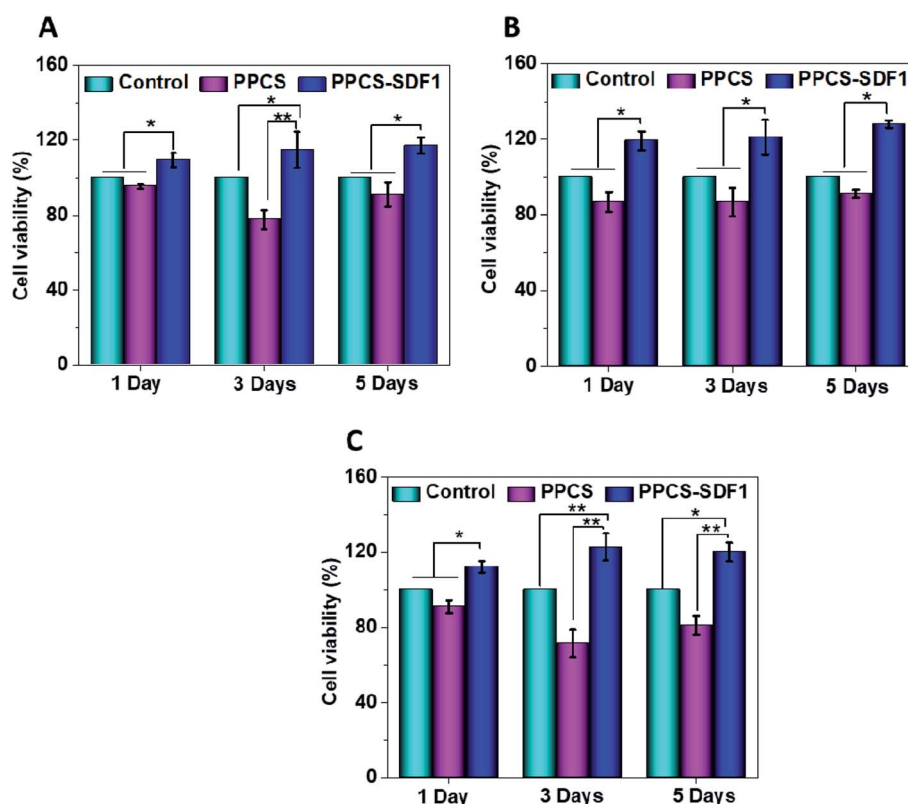 A
160
120
80
40
0
Cell viability (%)
Control PPCS PPCS-SDF1
*
*
**
*
1 Day 3 Days 5 Days
B
160
120
80
40
0
Cell viability (%)
Control PPCS PPCS-SDF1
*
*
*
1 Day 3 Days 5 Days
C
160
120
80
40
0
Cell viability (%)
Control PPCS PPCS-SDF1
*
**
**
*
**
1 Day 3 Days 5 Days